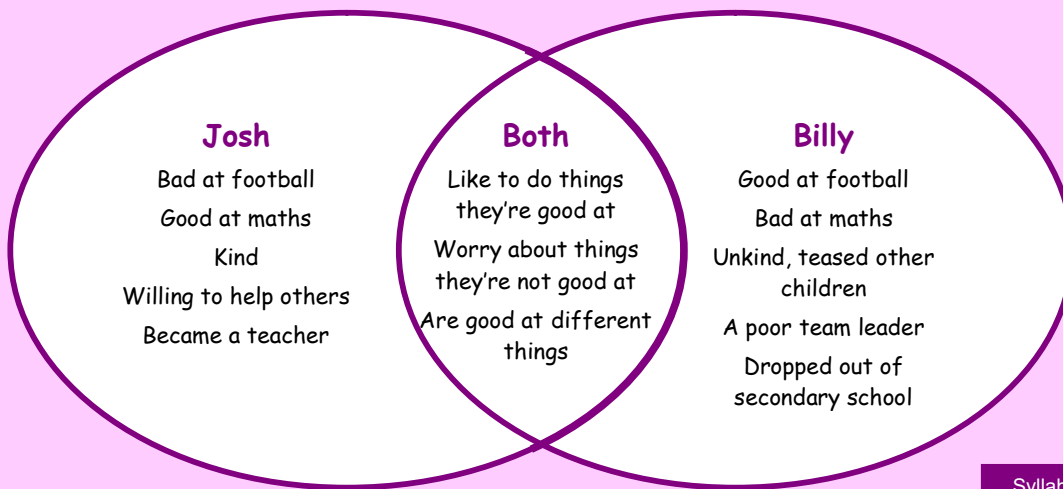 Josh
Bad at football
Good at maths
Kind
Willing to help others
Became a teacher
Both
Like to do things
they're good at
Worry about things
they're not good at
Are good at different
things
Billy
Good at football
Bad at maths
Unkind, teased other
children
A poor team leader
Dropped out of
secondary school